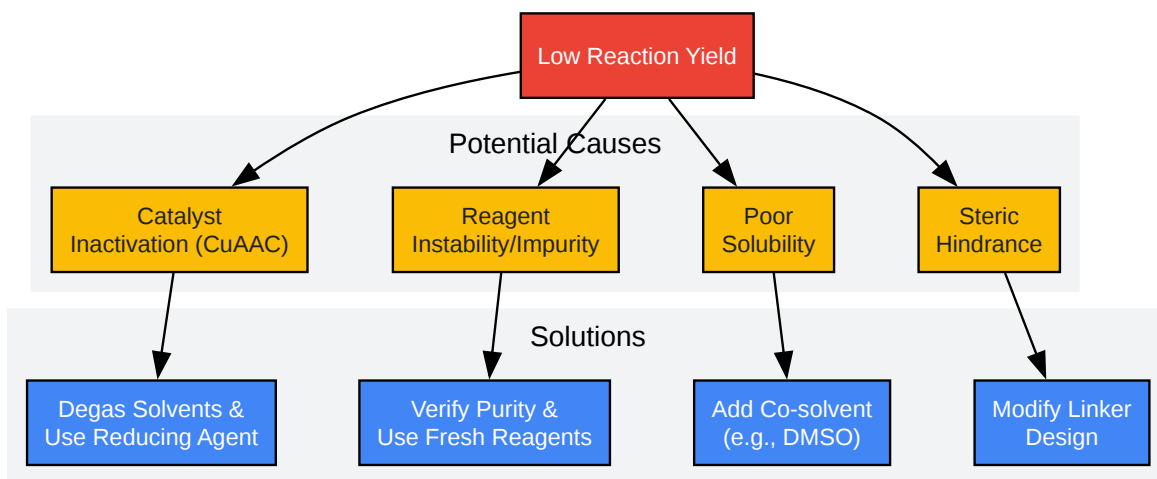 Low Reaction Yield
Potential Causes
Catalyst
Inactivation (CuAAC)
Reagent
Instability/Impurity
Poor
Solubility
Steric
Hindrance
Solutions
Degas Solvents &
Use Reducing Agent
Verify Purity &
Use Fresh Reagents
Add Co-solvent
(e.g., DMSO)
Modify Linker
Design